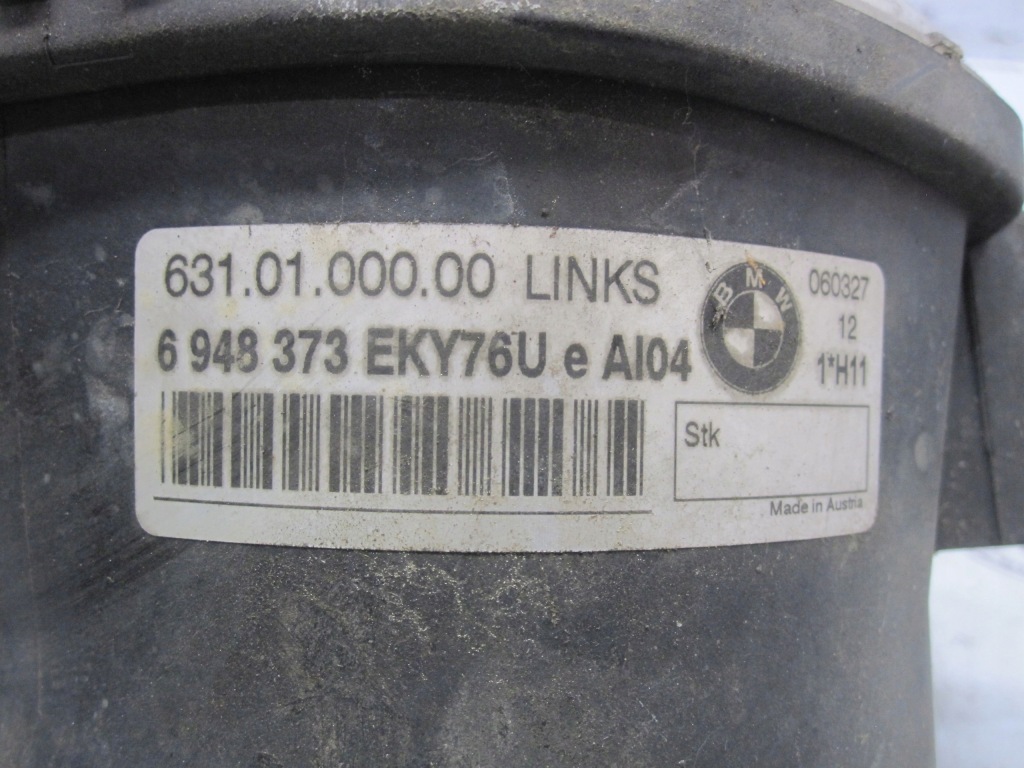 631.01.000.00 LINKS
6 948 373 EKY76U e AI04
BMW
060327
12
1*H11
Stk
Made in Austria